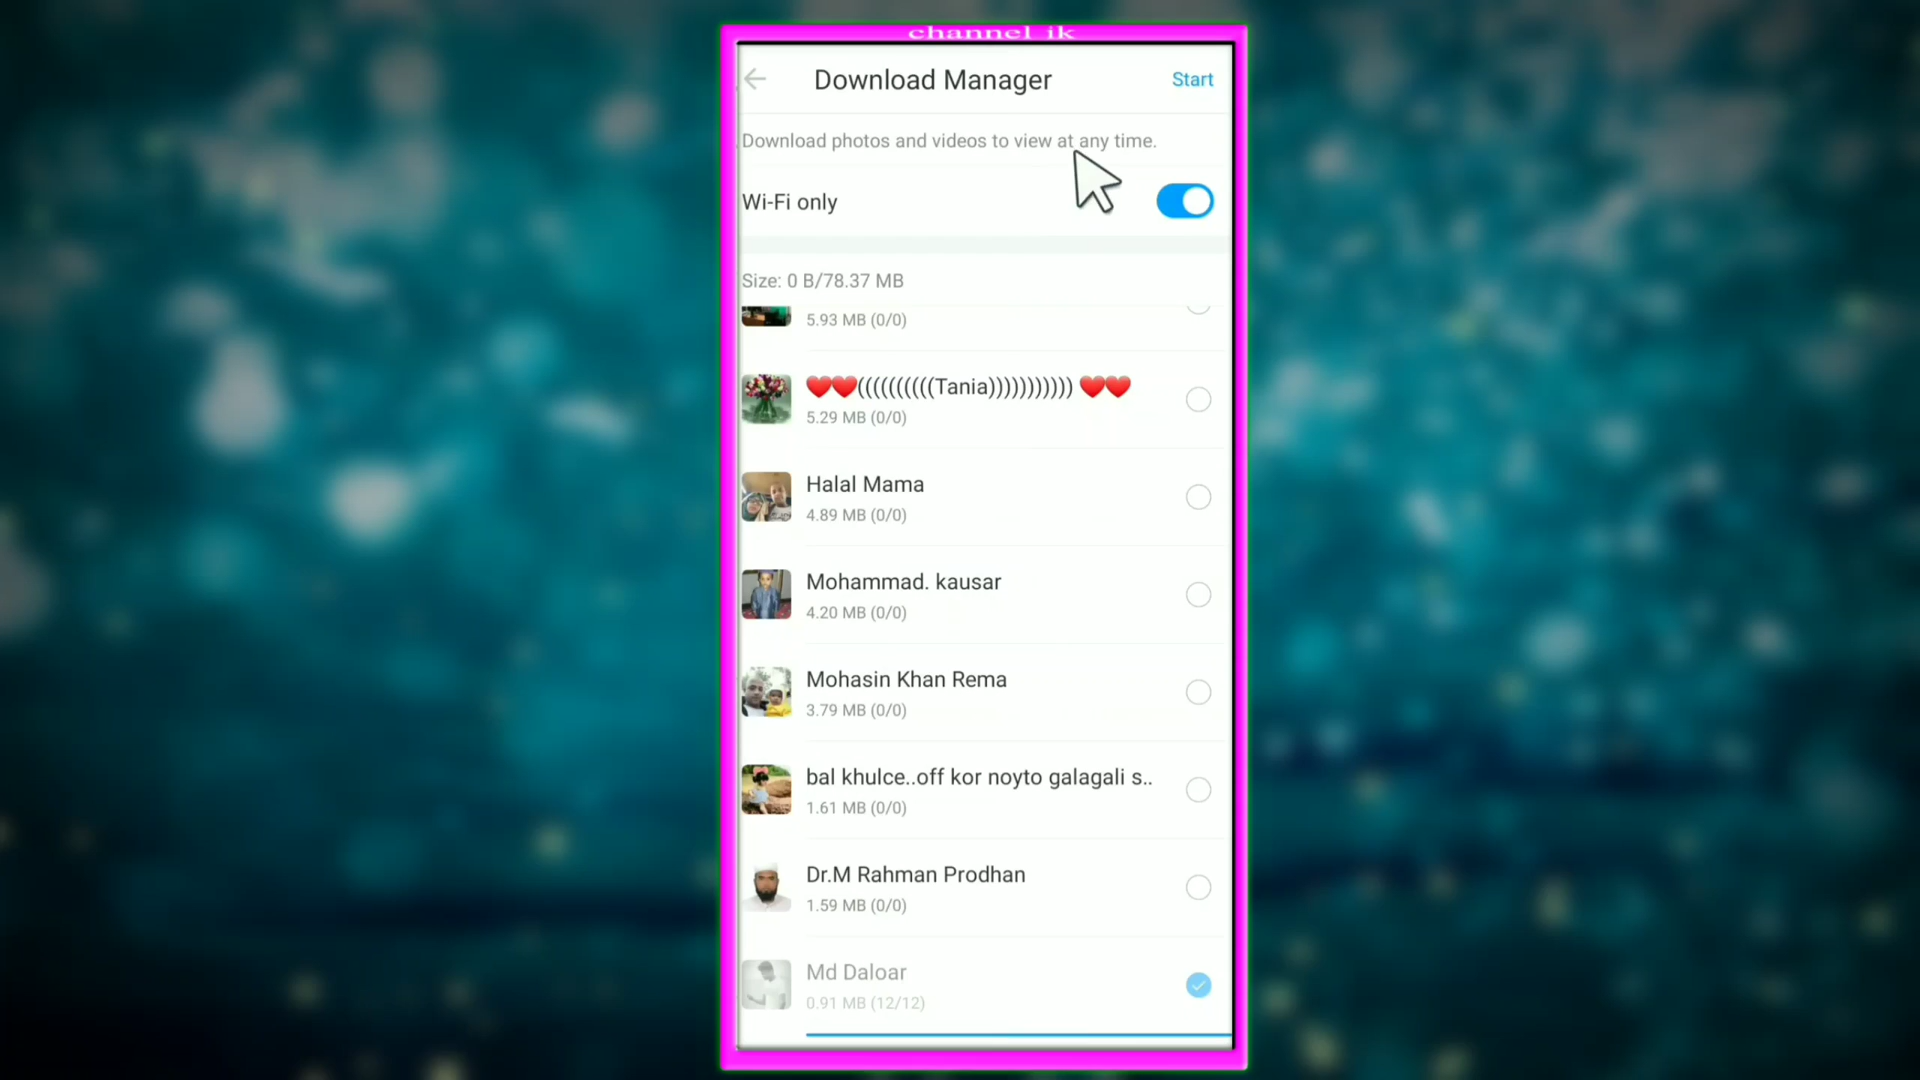 channel ik
Download Manager
Start
Download photos and videos to view at any time.
Wi-Fi only
Size: 0 B/78.37 MB
5.93 MB (0/0)
❤️❤️((((((((((Tania))))))))))) ❤️❤️
5.29 MB (0/0)
Halal Mama
4.89 MB (0/0)
Mohammad. kausar
4.20 MB (0/0)
Mohasin Khan Rema
3.79 MB (0/0)
bal khulce..off kor noyto galagali s..
1.61 MB (0/0)
Dr.M Rahman Prodhan
1.59 MB (0/0)
Md Daloar
0.91 MB (12/12)